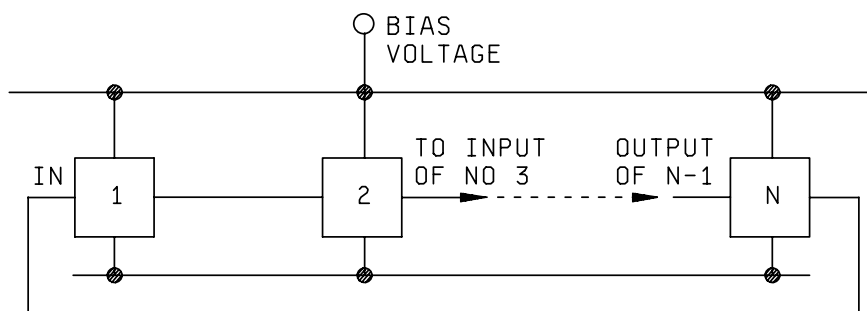 BIAS
VOLTAGE
TO INPUT
OF NO 3
OUTPUT
OF N-1
IN
1
2
N